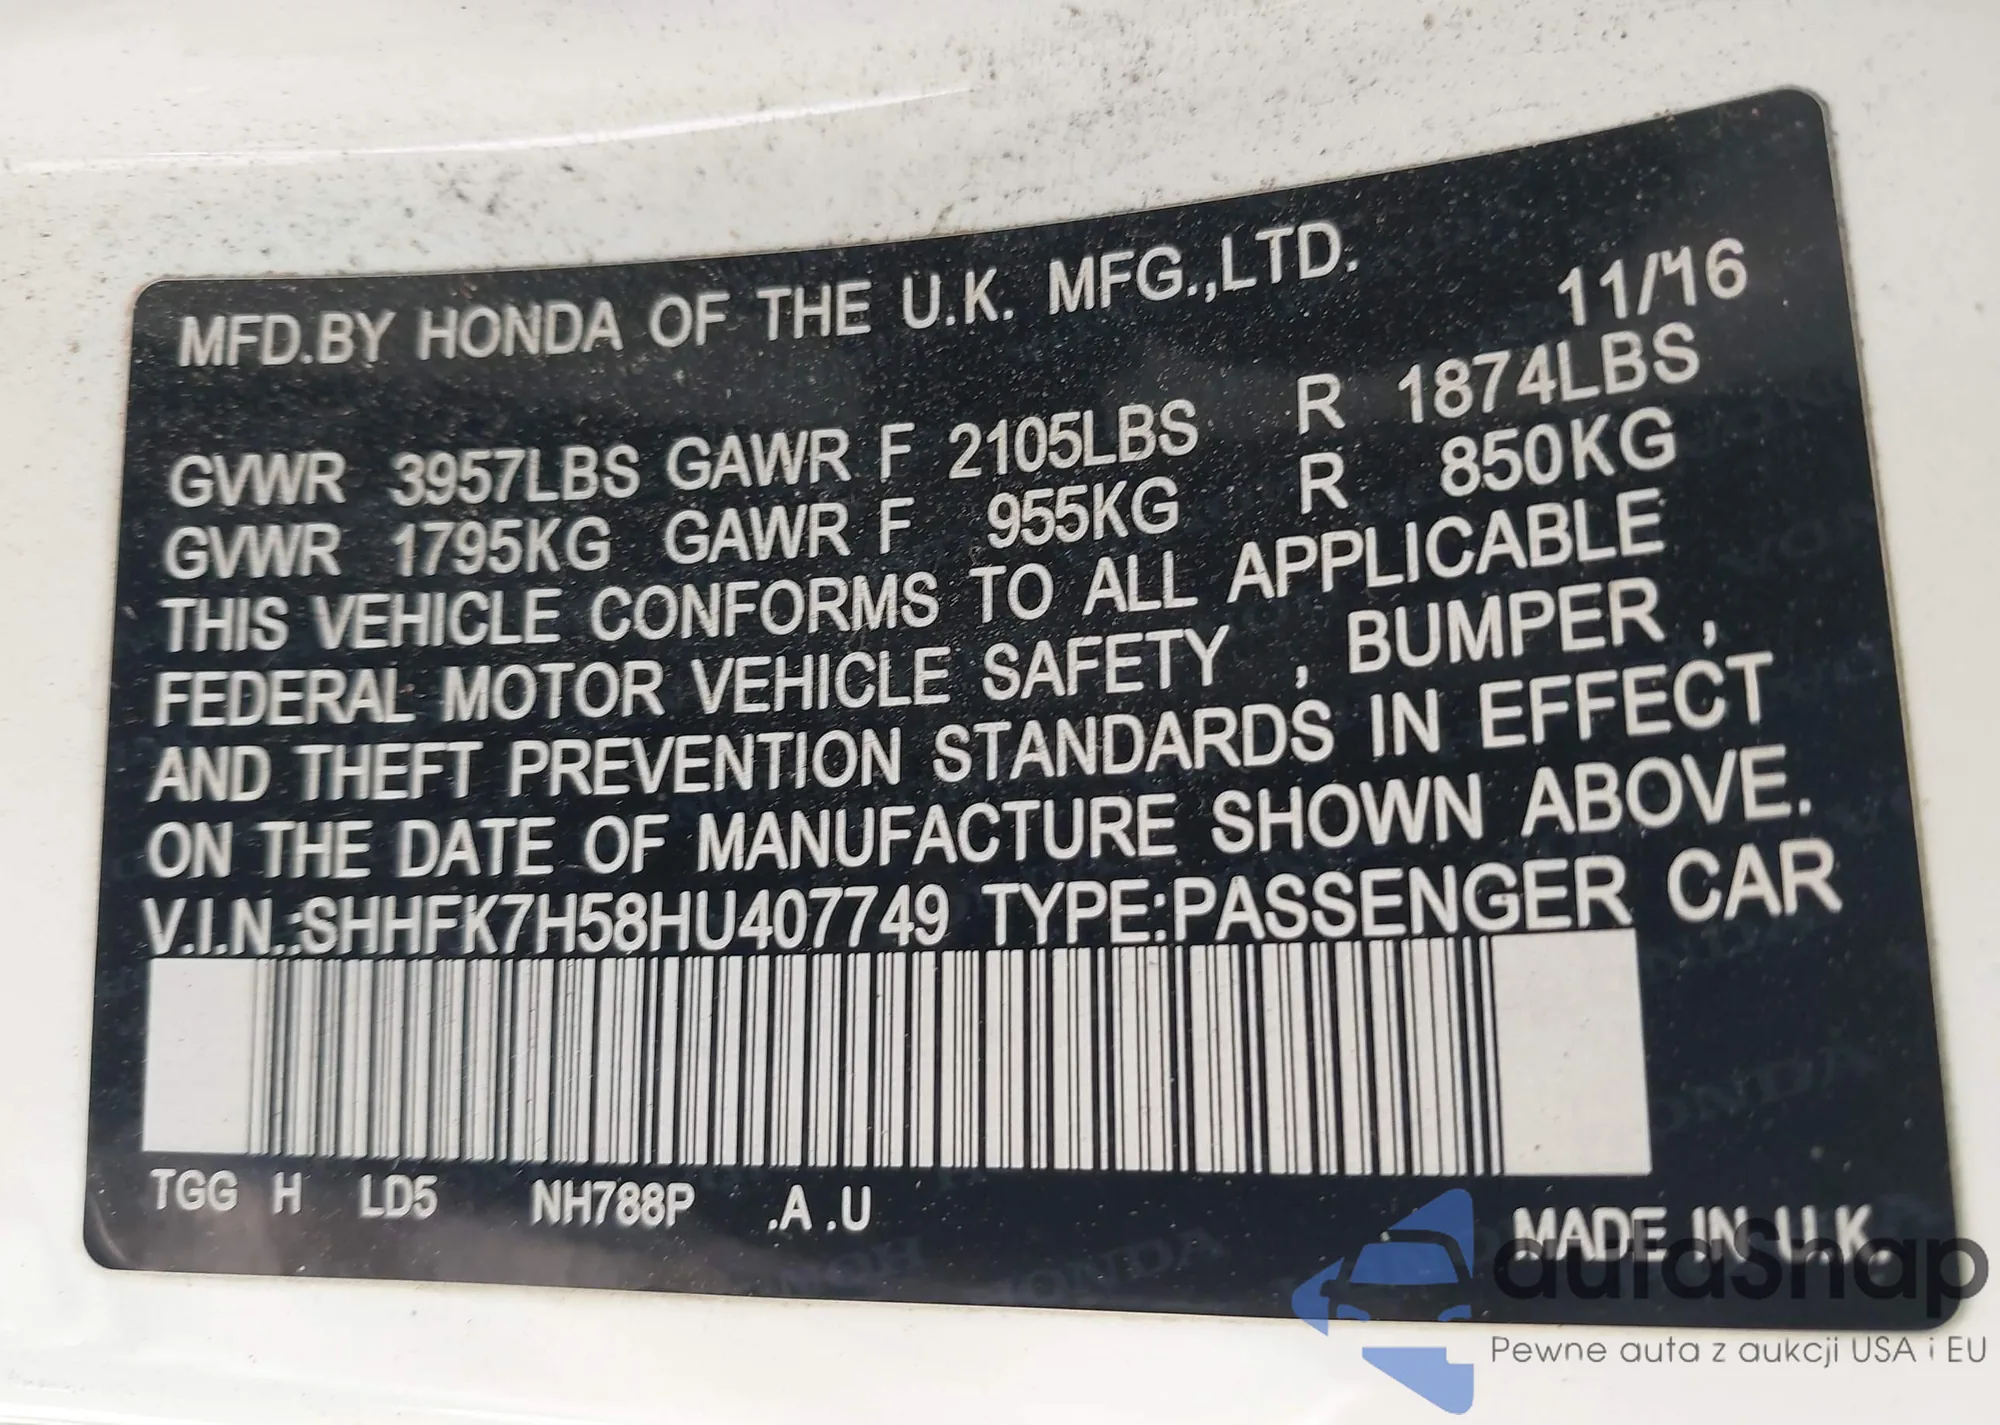 MFD.BY HONDA OF THE U.K. MFG.,LTD. 11/16
GVWR 3957LBS GAWR F 2105LBS R 1874LBS
GVWR 1795KG GAWR F 955KG R 850KG
THIS VEHICLE CONFORMS TO ALL APPLICABLE
FEDERAL MOTOR VEHICLE SAFETY , BUMPER ,
AND THEFT PREVENTION STANDARDS IN EFFECT
ON THE DATE OF MANUFACTURE SHOWN ABOVE.
V.I.N.:SHHFK7H58HU407749 TYPE:PASSENGER CAR
TGG H LD5 NH788P .A .U
MADE IN U.K.
autaSnap
Pewne auta z aukcji USA i EU